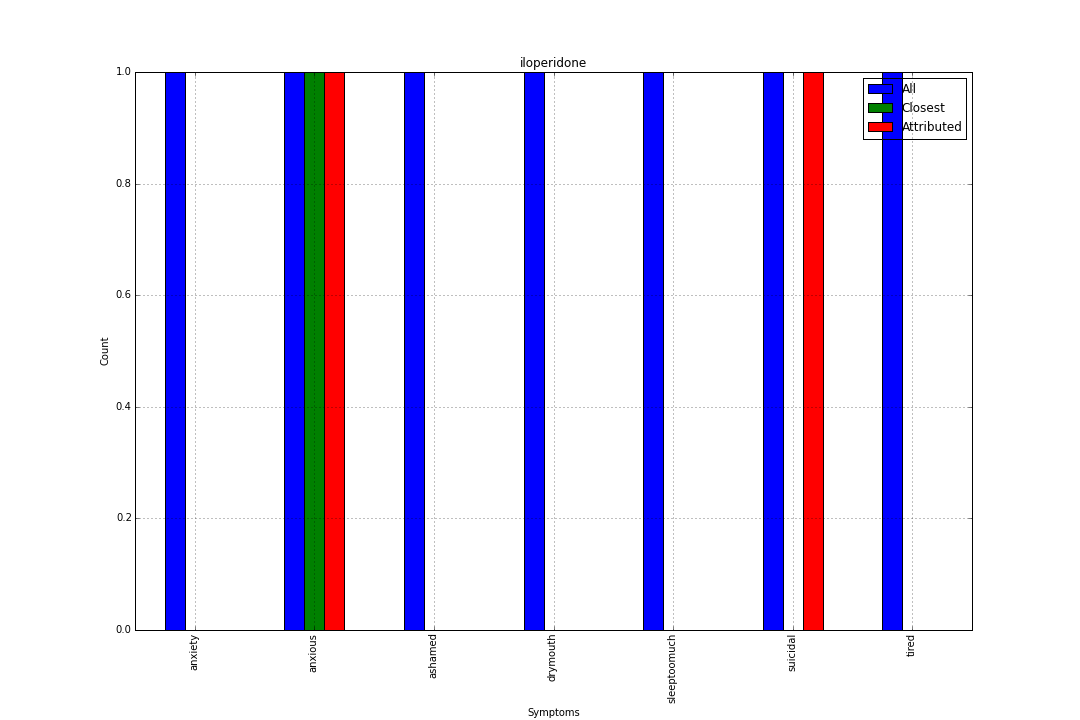 iloperidone
1.0
0.8
0.6
0.4
0.2
0.0
Count
All
Closest
Attributed
anxiety
anxious
ashamed
drymouth
sleeptoomuch
suicidal
tired
Symptoms